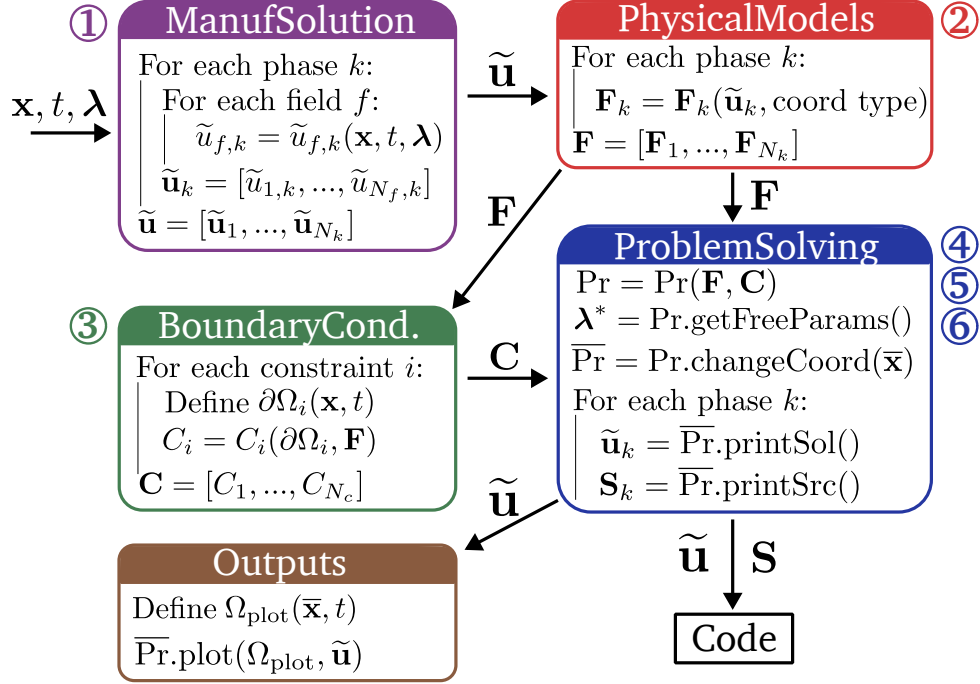 ① ManufSolution
For each phase k:
For each field f:
ũ_{f,k} = ũ_{f,k}(𝐱, t, 𝛌)
𝐮̃_k = [ũ_{1,k}, ..., ũ_{N_f,k}]
𝐮̃ = [𝐮̃_1, ..., 𝐮̃_{N_k}]
𝐱, t, 𝛌
𝐮̃
PhysicalModels ②
For each phase k:
𝐅_k = 𝐅_k(𝐮̃_k, coord type)
𝐅 = [𝐅_1, ..., 𝐅_{N_k}]
𝐅
𝐅
③ BoundaryCond.
For each constraint i:
Define ∂Ω_i(𝐱, t)
C_i = C_i(∂Ω_i, 𝐅)
𝐂 = [C_1, ..., C_{N_c}]
𝐂
ProblemSolving ④
Pr = Pr(𝐅, 𝐂) ⑤
𝛌* = Pr.getFreeParams() ⑥
P̅r̅ = Pr.changeCoord(𝐱̅)
For each phase k:
𝐮̃_k = P̅r̅.printSol()
𝐒_k = P̅r̅.printSrc()
𝐮̃
Outputs
Define Ω_plot(𝐱̅, t)
P̅r̅.plot(Ω_plot, 𝐮̃)
𝐮̃ 𝐒
Code